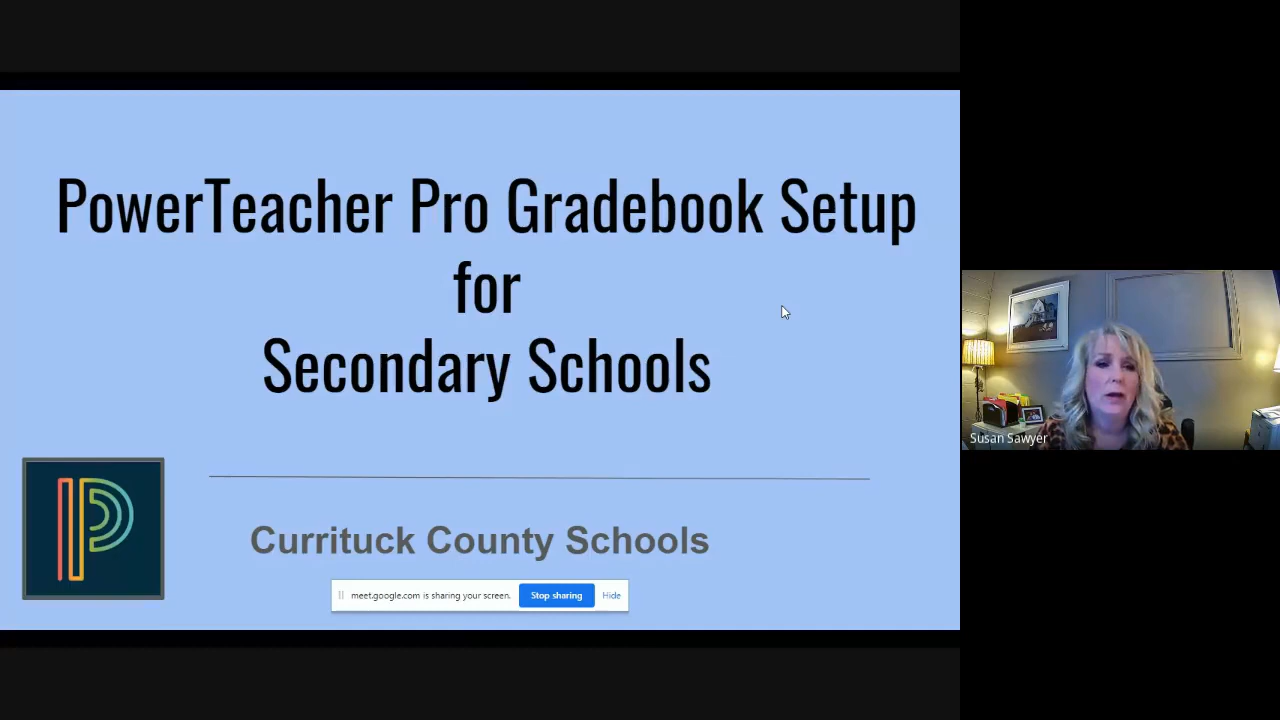 PowerTeacher Pro Gradebook Setup
for
Secondary Schools
Currituck County Schools
meet.google.com is sharing your screen.
Stop sharing
Hide
Susan Sawyer